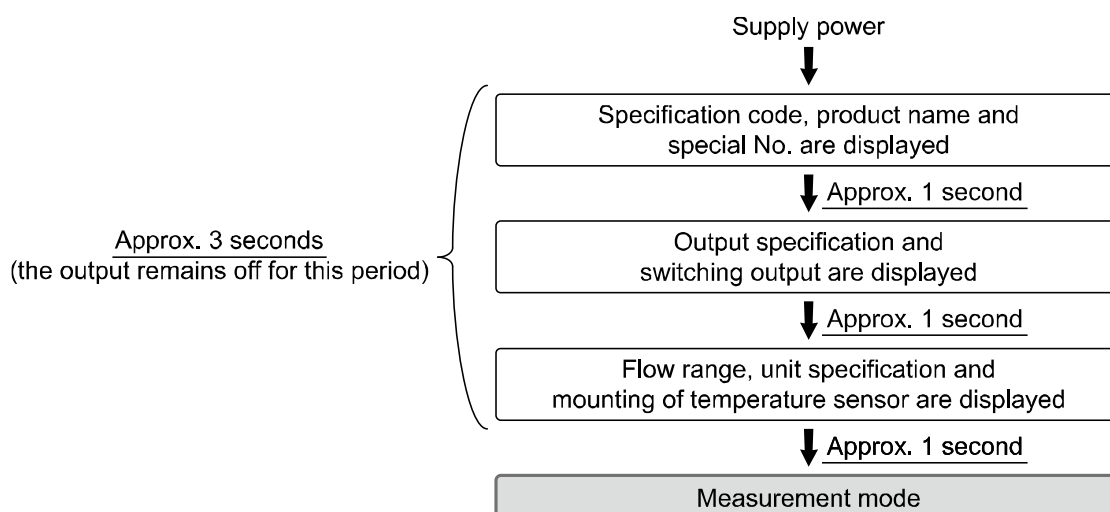 Supply power
Specification code, product name and
special No. are displayed
Approx. 1 second
Approx. 3 seconds
(the output remains off for this period)
Output specification and
switching output are displayed
Approx. 1 second
Flow range, unit specification and
mounting of temperature sensor are displayed
Approx. 1 second
Measurement mode